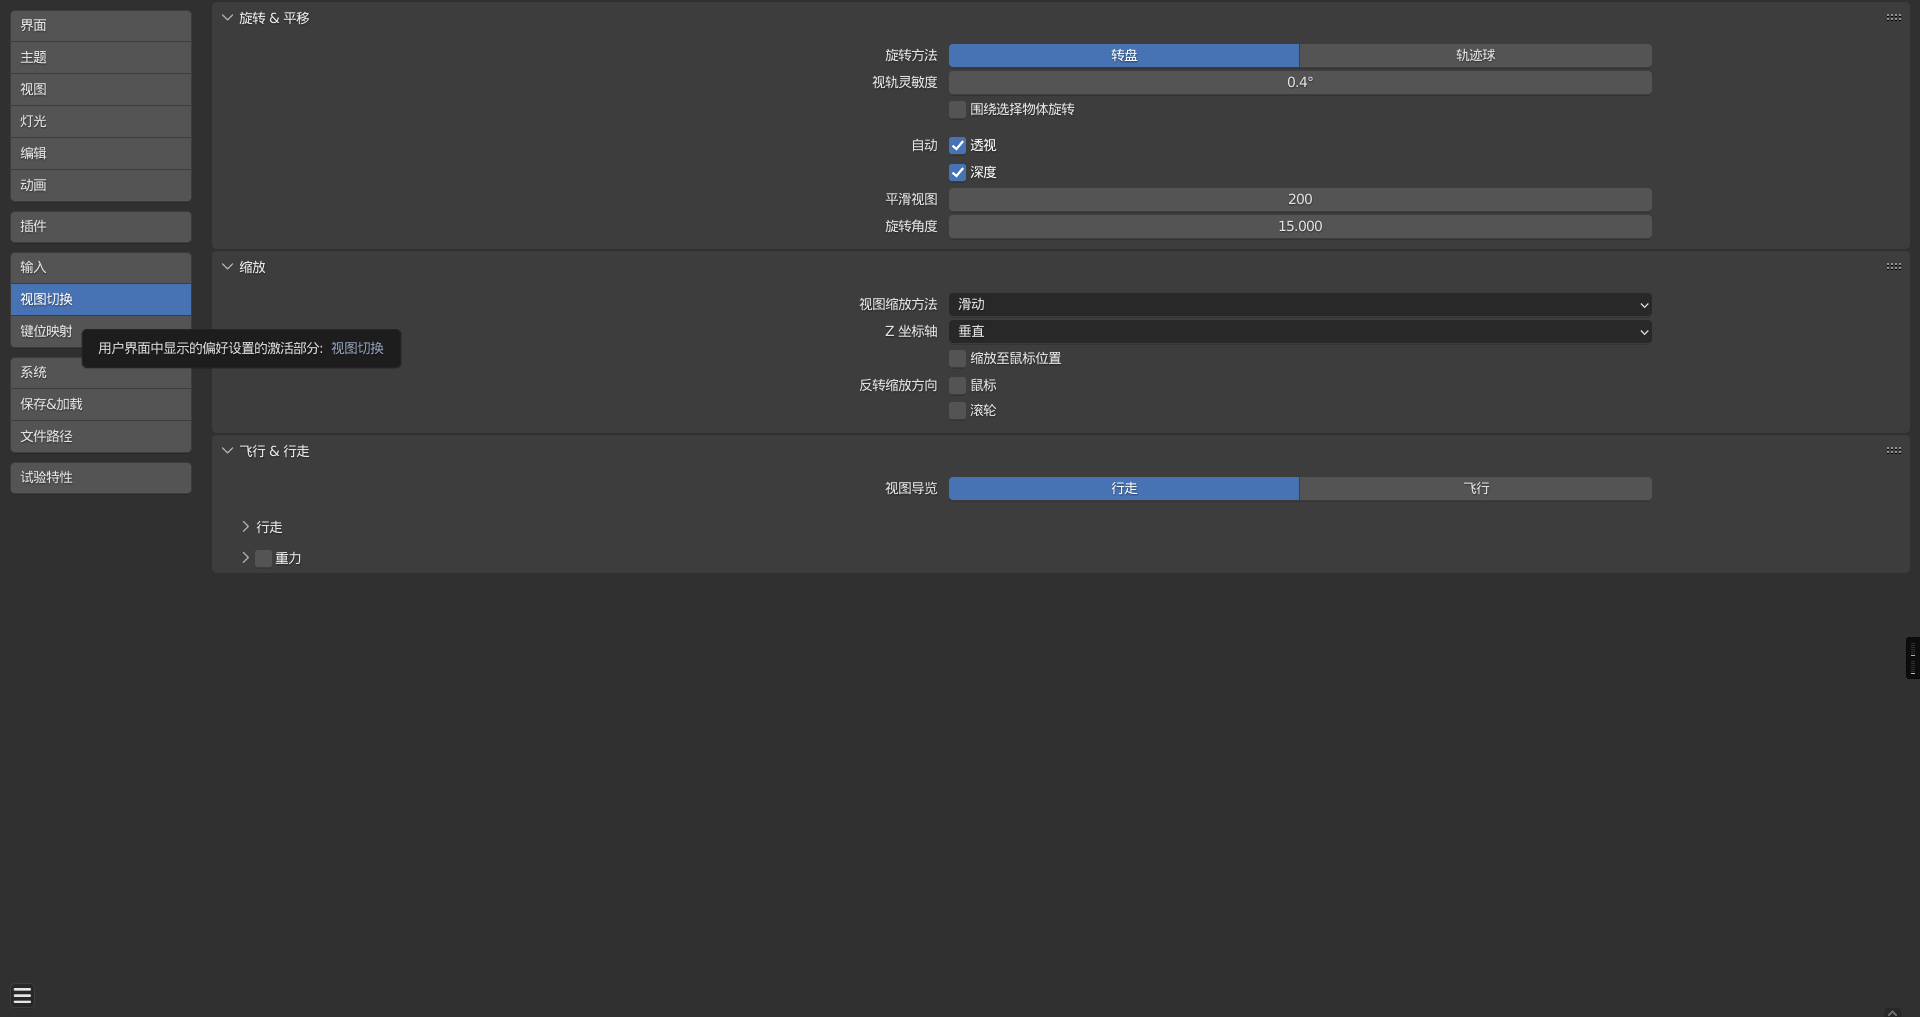 界面
主题
视图
灯光
编辑
动画
插件
输入
视图切换
键位映射
用户界面中显示的偏好设置的激活部分: 视图切换
系统
保存&加载
文件路径
试验特性
旋转 & 平移
旋转方法 转盘 轨迹球
视轨灵敏度 0.4°
围绕选择物体旋转
自动 透视
深度
平滑视图 200
旋转角度 15.000
缩放
视图缩放方法 滑动
Z 坐标轴 垂直
缩放至鼠标位置
反转缩放方向 鼠标
滚轮
飞行 & 行走
视图导览 行走 飞行
行走
重力